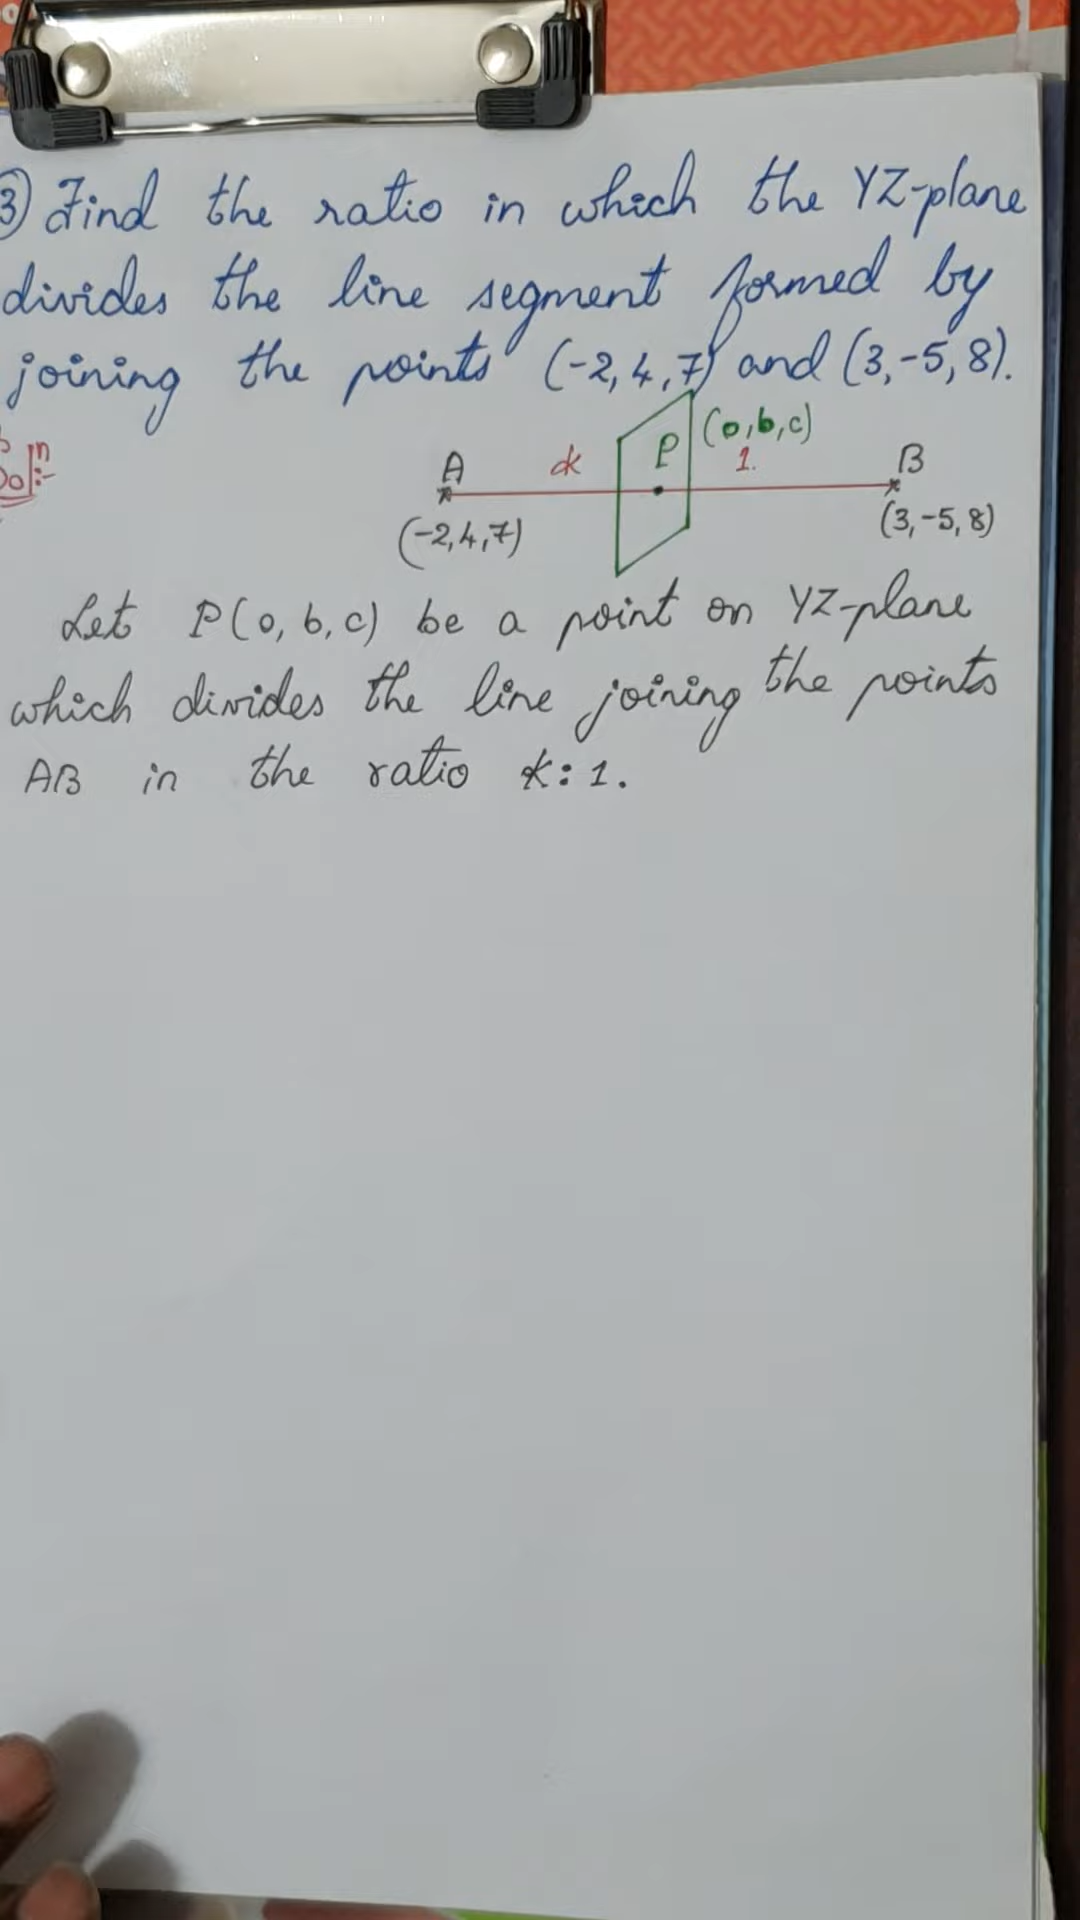 3) Find the ratio in which the YZ-plane
divides the line segment formed by
joining the points (-2, 4, 7) and (3, -5, 8).
Solⁿ:-
A k P (0, b, c) 1. B
(-2, 4, 7) (3, -5, 8)
Let P(0, b, c) be a point on YZ-plane
which divides the line joining the points
AB in the ratio k: 1.